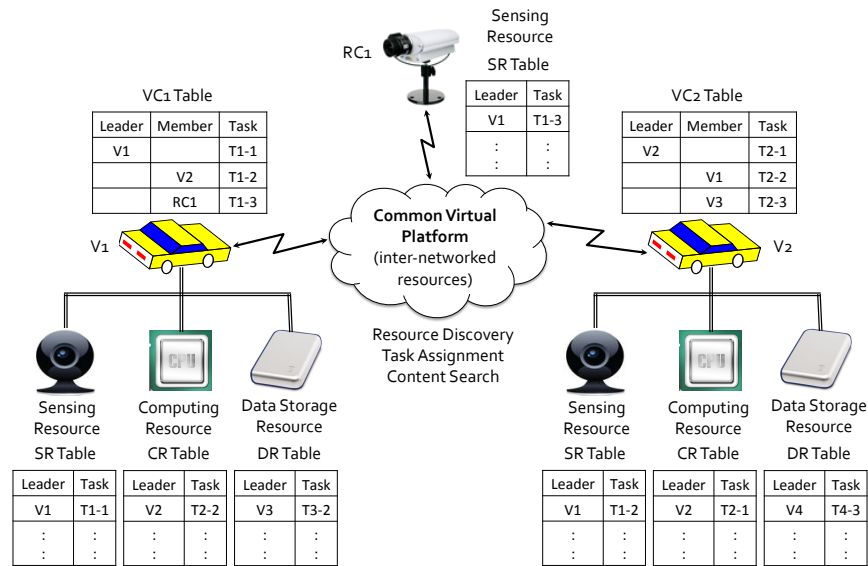 Sensing
Resource
RC1
SR Table
Leader Task
V1 T1-3
: :
: :
VC1 Table
Leader Member Task
V1 T1-1
V2 T1-2
RC1 T1-3
VC2 Table
Leader Member Task
V2 T2-1
V1 T2-2
V3 T2-3
V1
Common Virtual
Platform
(inter-networked
resources)
V2
Resource Discovery
Task Assignment
Content Search
CPU
Sensing
Resource
SR Table
Leader Task
V1 T1-1
: :
: :
Computing
Resource
CR Table
Leader Task
V2 T2-2
: :
: :
Data Storage
Resource
DR Table
Leader Task
V3 T3-2
: :
: :
CPU
Sensing
Resource
SR Table
Leader Task
V1 T1-2
: :
: :
Computing
Resource
CR Table
Leader Task
V2 T2-1
: :
: :
Data Storage
Resource
DR Table
Leader Task
V4 T4-3
: :
: :